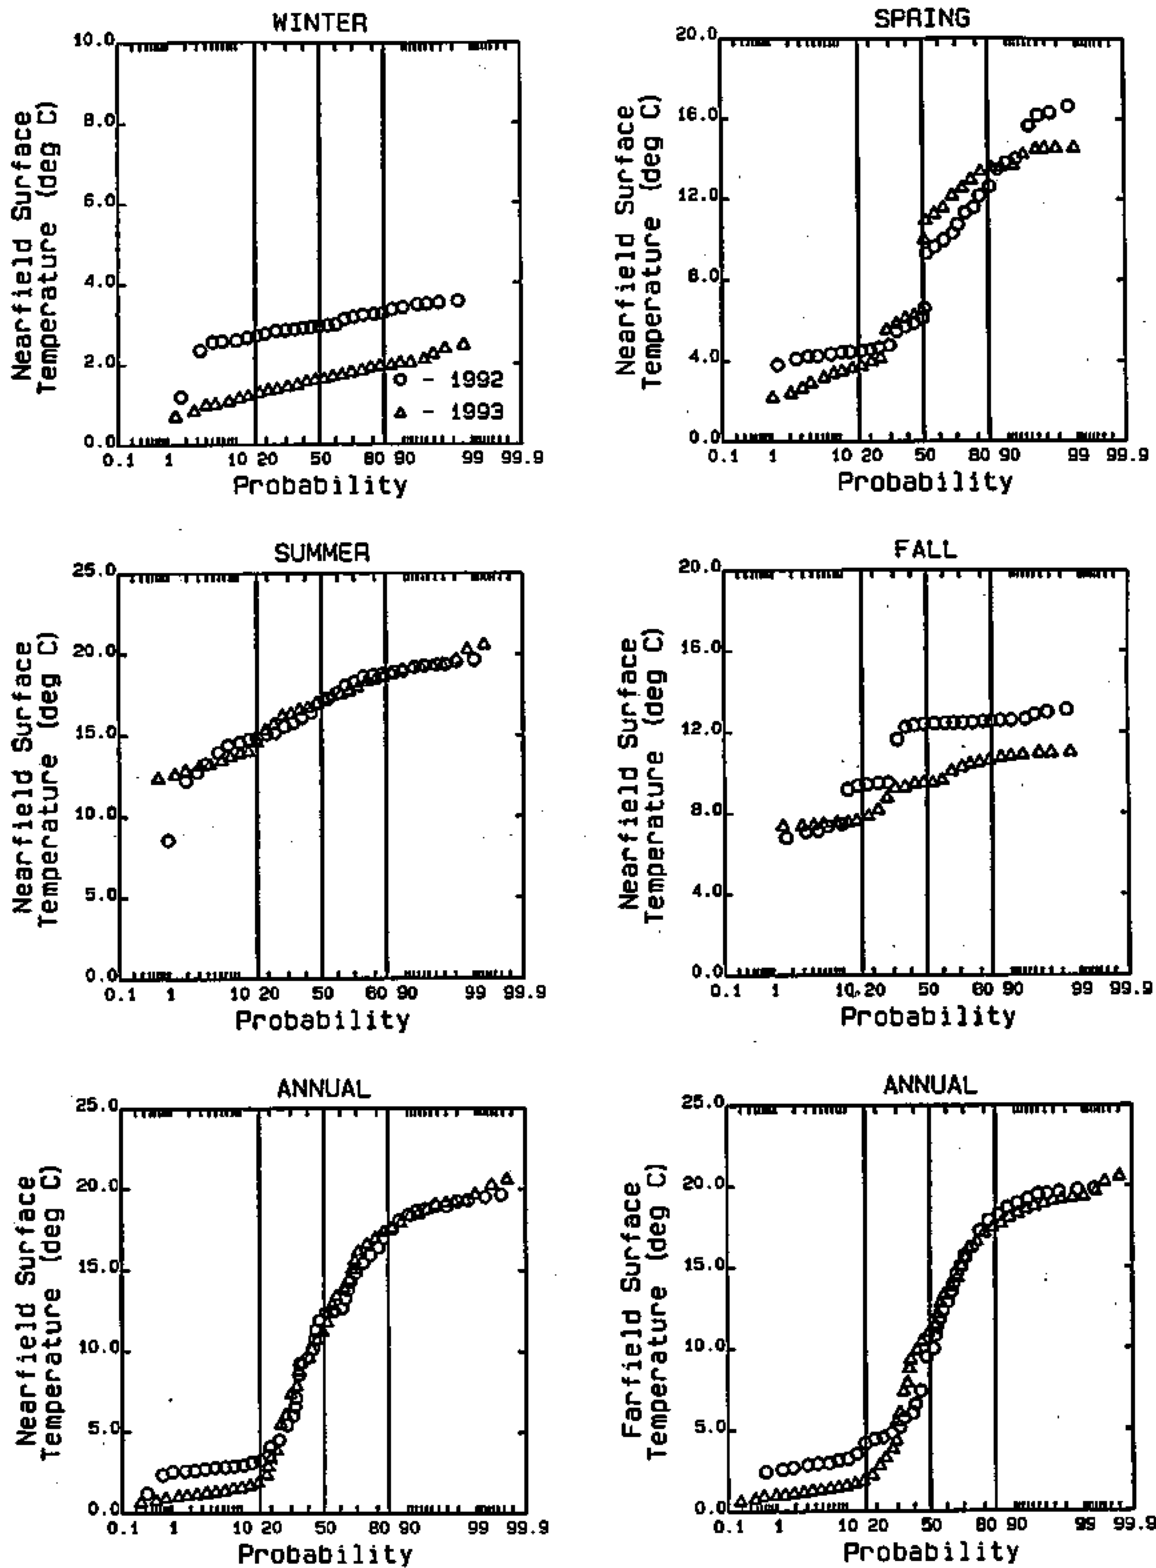 WINTER
10.0
8.0
6.0
4.0
2.0
0.0
Nearfield Surface
Temperature (deg C)
○ - 1992
△ - 1993
0.1 1 10 20 50 80 90 99 99.9
Probability
SPRING
20.0
16.0
12.0
8.0
4.0
0.0
Nearfield Surface
Temperature (deg C)
0.1 1 10 20 50 80 90 99 99.9
Probability
SUMMER
25.0
20.0
15.0
10.0
5.0
0.0
Nearfield Surface
Temperature (deg C)
0.1 1 10 20 50 80 90 99 99.9
Probability
FALL
20.0
16.0
12.0
8.0
4.0
0.0
Nearfield Surface
Temperature (deg C)
0.1 1 10 20 50 80 90 99 99.9
Probability
ANNUAL
25.0
20.0
15.0
10.0
5.0
0.0
Nearfield Surface
Temperature (deg C)
0.1 1 10 20 50 80 90 99 99.9
Probability
ANNUAL
25.0
20.0
15.0
10.0
5.0
0.0
Farfield Surface
Temperature (deg C)
0.1 1 10 20 50 80 90 99 99.9
Probability